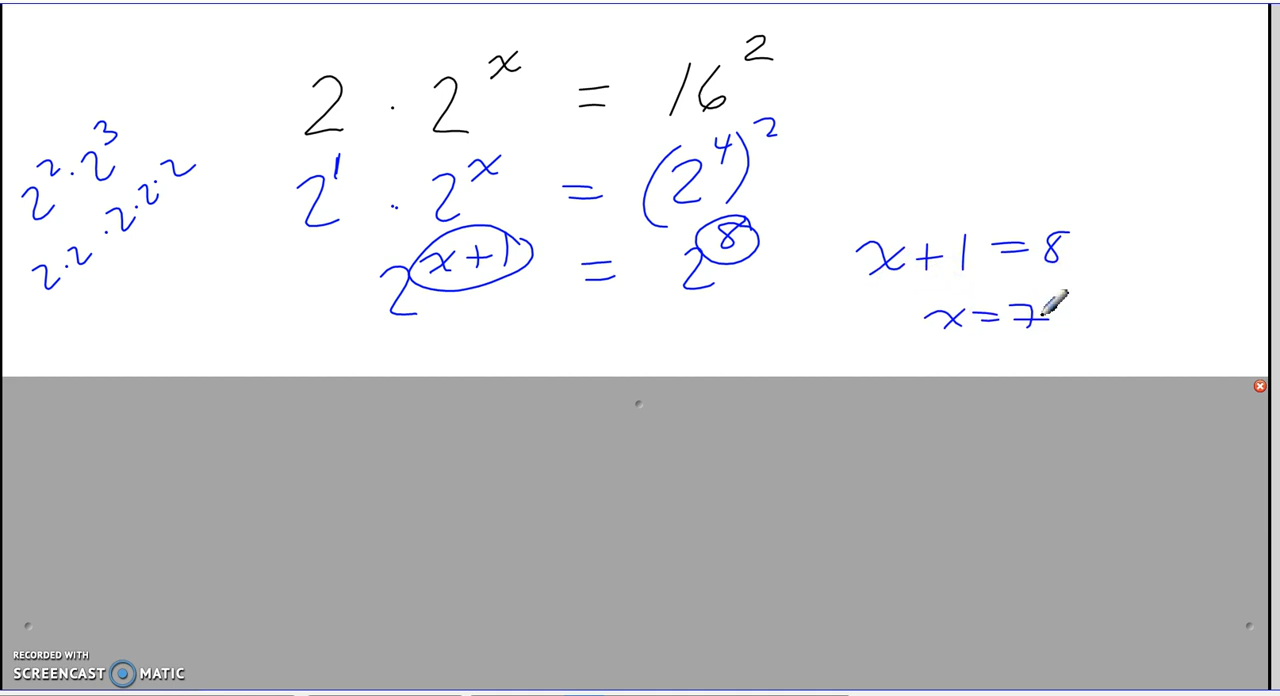 2 · 2^x = 16^2
2^2 · 2^3
2 · 2 · 2 · 2 · 2
2^1 · 2^x = (2^4)^2
2^(x+1) = 2^8
x + 1 = 8
x = 7
RECORDED WITH
SCREENCAST MATIC